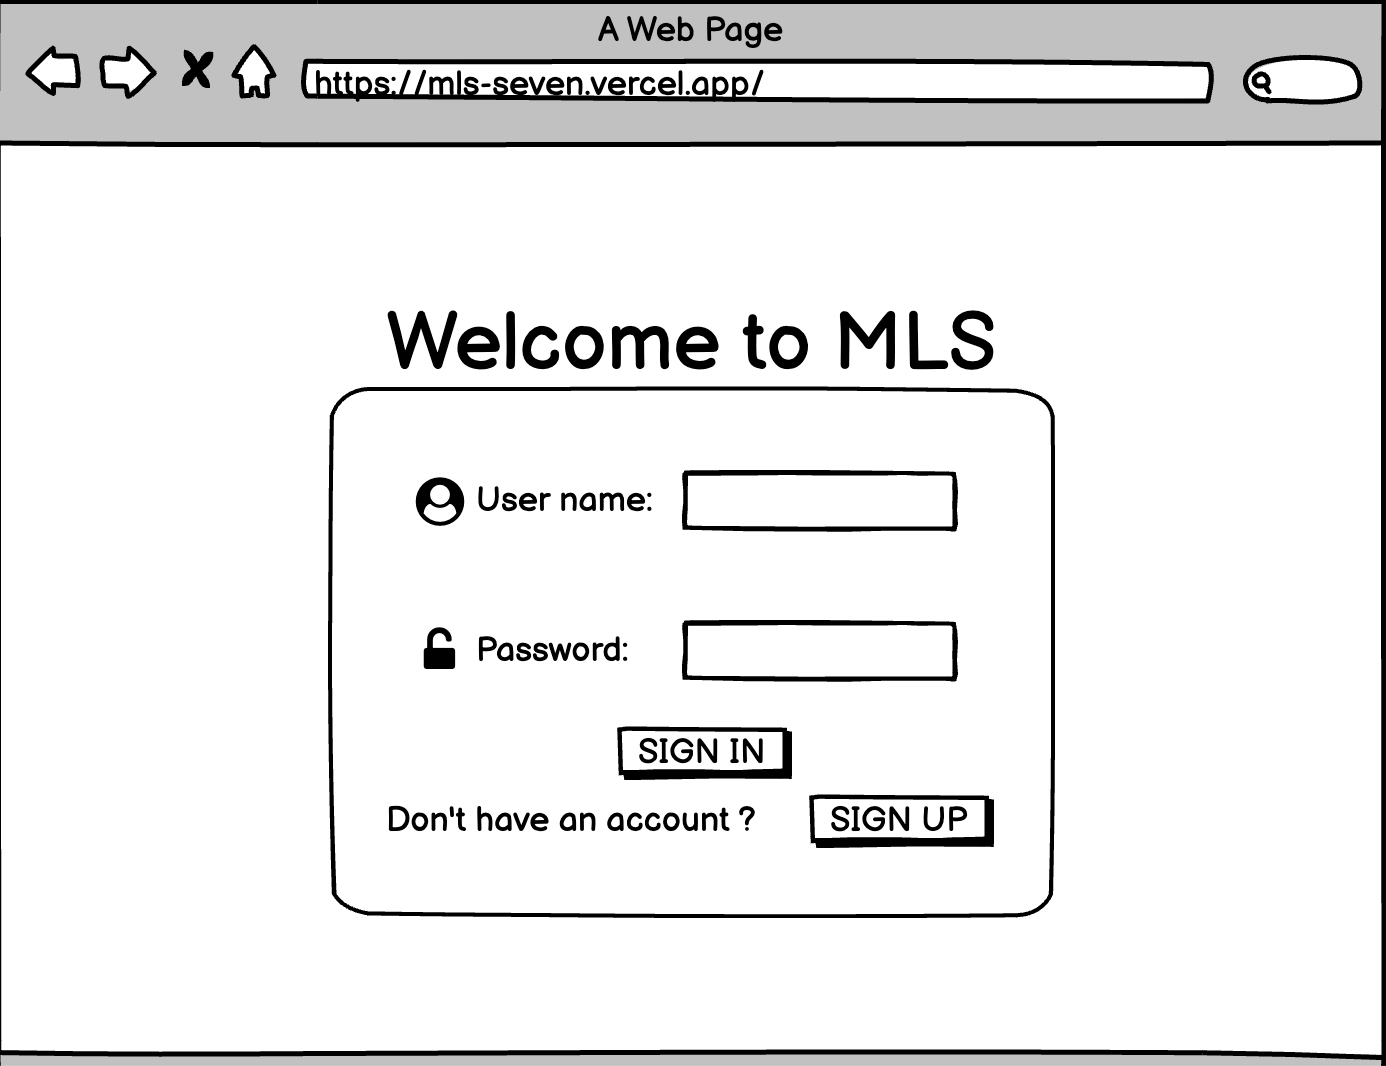 A Web Page
https://mls-seven.vercel.app/
Welcome to MLS
User name:
Password:
SIGN IN
Don't have an account ?
SIGN UP